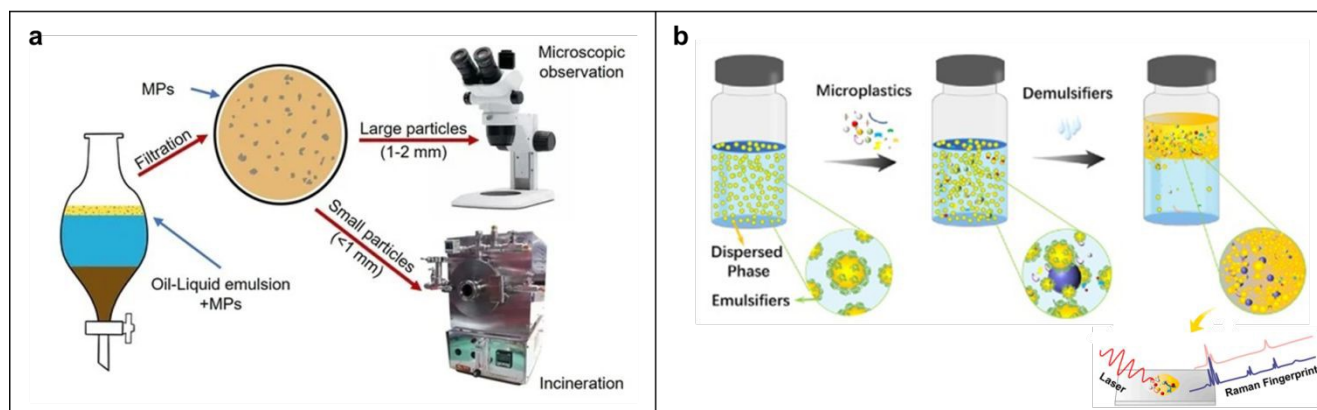 a
MPs
Filtration
Large particles
(1-2 mm)
Microscopic
observation
Small particles
(<1 mm)
Oil-Liquid emulsion
+MPs
Incineration
b
Microplastics
Demulsifiers
Dispersed
Phase
Emulsifiers
Laser
Raman Fingerprint